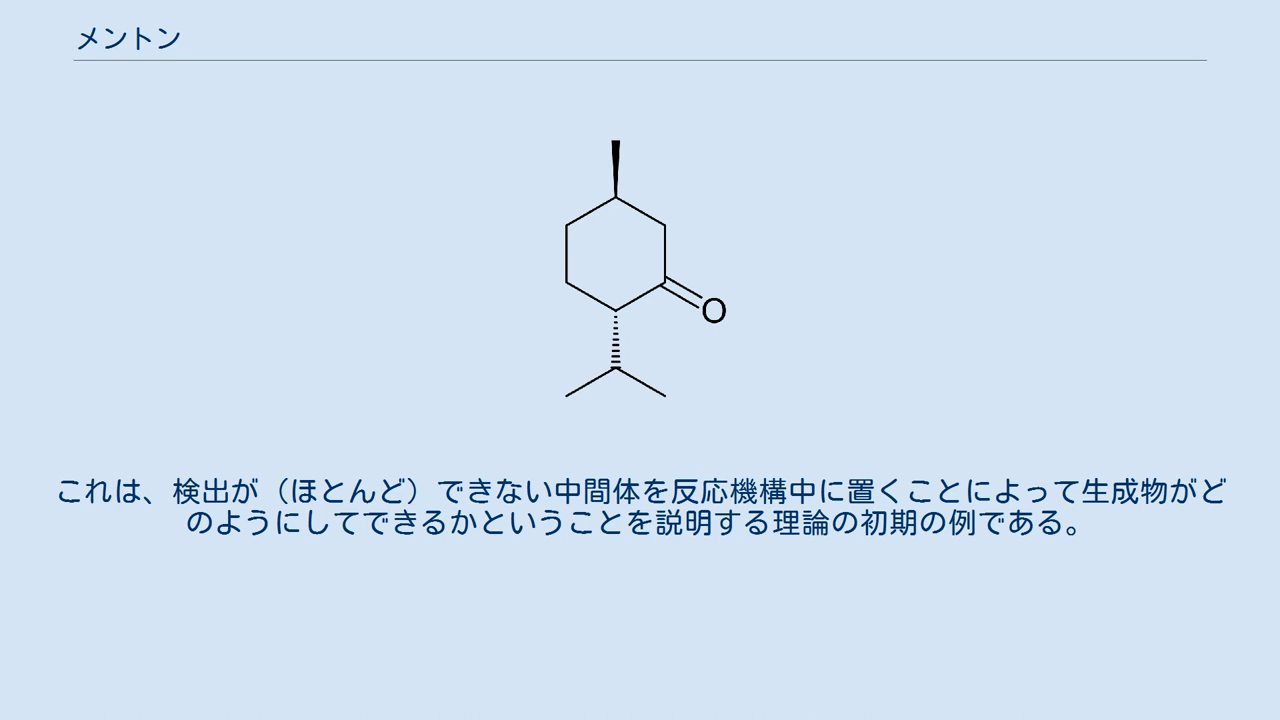 メントン
O
これは、検出が（ほとんど）できない中間体を反応機構中に置くことによって生成物がど
のようにしてできるかということを説明する理論の初期の例である。